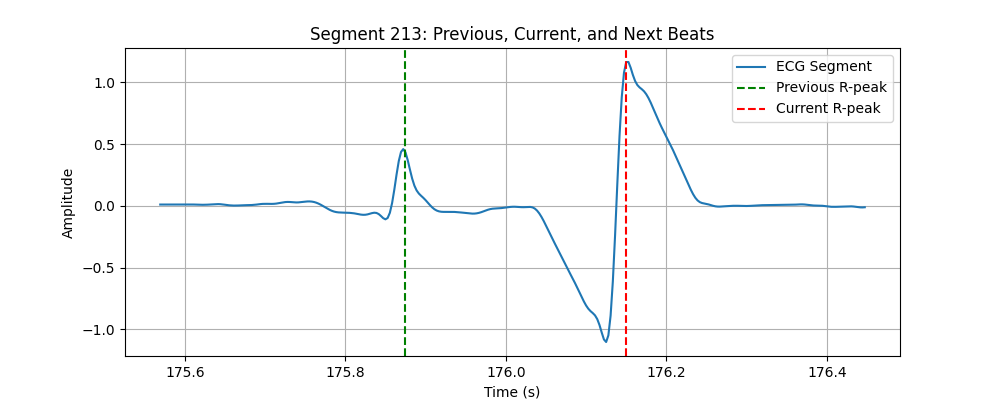 Segment 213: Previous, Current, and Next Beats
ECG Segment
Previous R-peak
Current R-peak
1.0
0.5
0.0
−0.5
−1.0
Amplitude
175.6 175.8 176.0 176.2 176.4
Time (s)